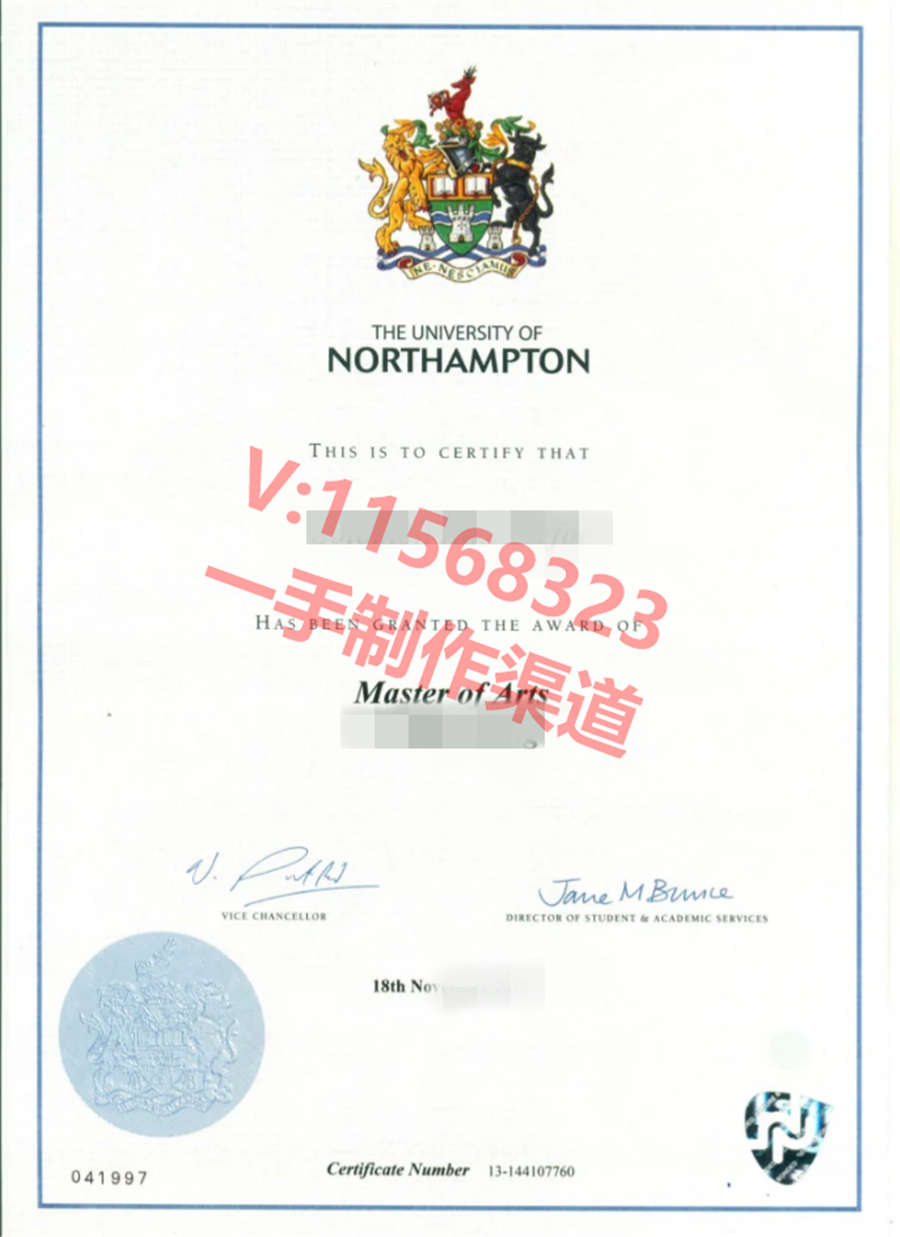 NE·NESCIAMUS
THE UNIVERSITY OF
NORTHAMPTON
THIS IS TO CERTIFY THAT
V:11568323
一手制作渠道
HAS BEEN GRANTED THE AWARD OF
Master of Arts
VICE CHANCELLOR
Jane M Bunce
DIRECTOR OF STUDENT & ACADEMIC SERVICES
18th Nov
041997
Certificate Number 13-144107760